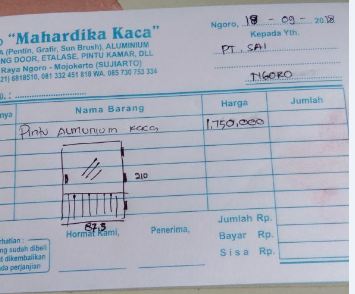 "Mahardika Kaca"
A (Pentin, Grafir, Sun Brush), ALUMINIUM
NG DOOR, ETALASE, PINTU KAMAR, DLL
Raya Ngoro - Mojokerto (SUJIARTO)
21) 6818510, 081 332 451 818 WA. 085 730 753 334
Ngoro, 18 - 09 - 2018
Kepada Yth.
PT. SAI
NGORO
nya Nama Barang Harga Jumlah
Pintu Alumunium kaca 1.750.000
210
87,5
Hormat Kami, Penerima,
Jumlah Rp.
Bayar Rp.
Sisa Rp.
rhatian :
ng sudah dibeli
t dikembalikan
ada perjanjian